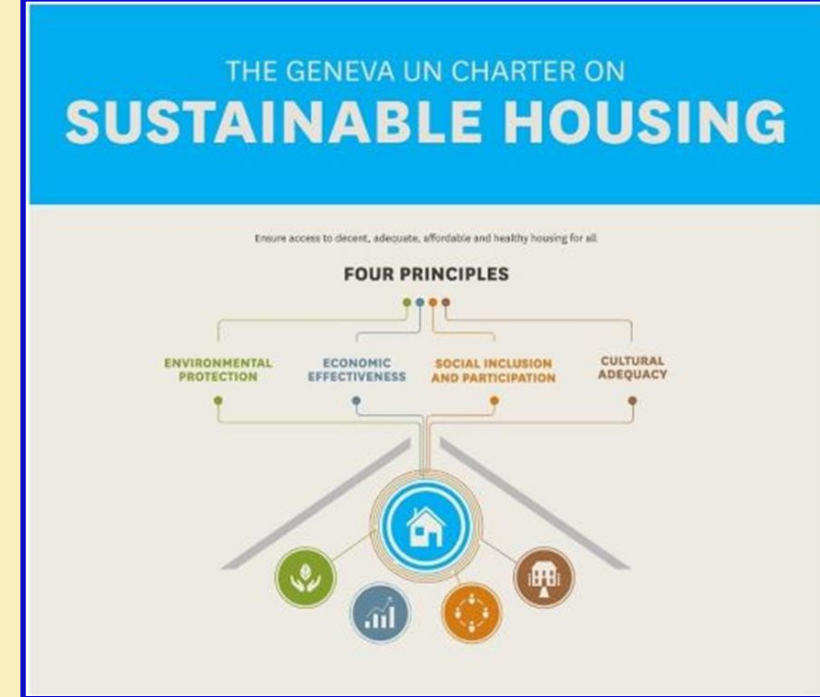 THE GENEVA UN CHARTER ON
SUSTAINABLE HOUSING
Ensure access to decent, adequate, affordable and healthy housing for all
FOUR PRINCIPLES
ENVIRONMENTAL
PROTECTION
ECONOMIC
EFFECTIVENESS
SOCIAL INCLUSION
AND PARTICIPATION
CULTURAL
ADEQUACY